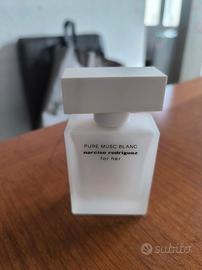 PURE MUSC BLANC
narciso rodriguez
for her
subito